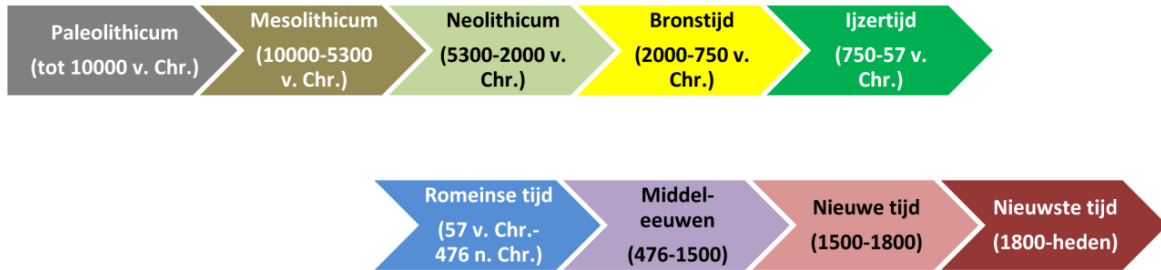 Paleolithicum
(tot 10000 v. Chr.)
Mesolithicum
(10000-5300
v. Chr.)
Neolithicum
(5300-2000 v.
Chr.)
Bronstijd
(2000-750 v.
Chr.)
Ijzertijd
(750-57 v.
Chr.)
Romeinse tijd
(57 v. Chr.-
476 n. Chr.)
Middel-
eeuwen
(476-1500)
Nieuwe tijd
(1500-1800)
Nieuwste tijd
(1800-heden)